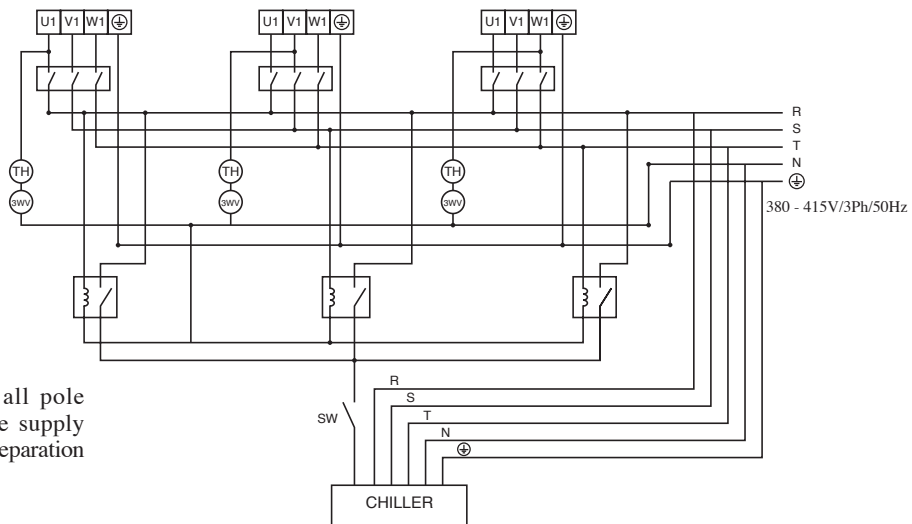 U1 V1 W1 U1 V1 W1 U1 V1 W1
R
S
T
TH TH TH N
3WV 3WV 3WV
380 - 415V/3Ph/50Hz
R
all pole
S
e supply
SW T
N
eparation
CHILLER